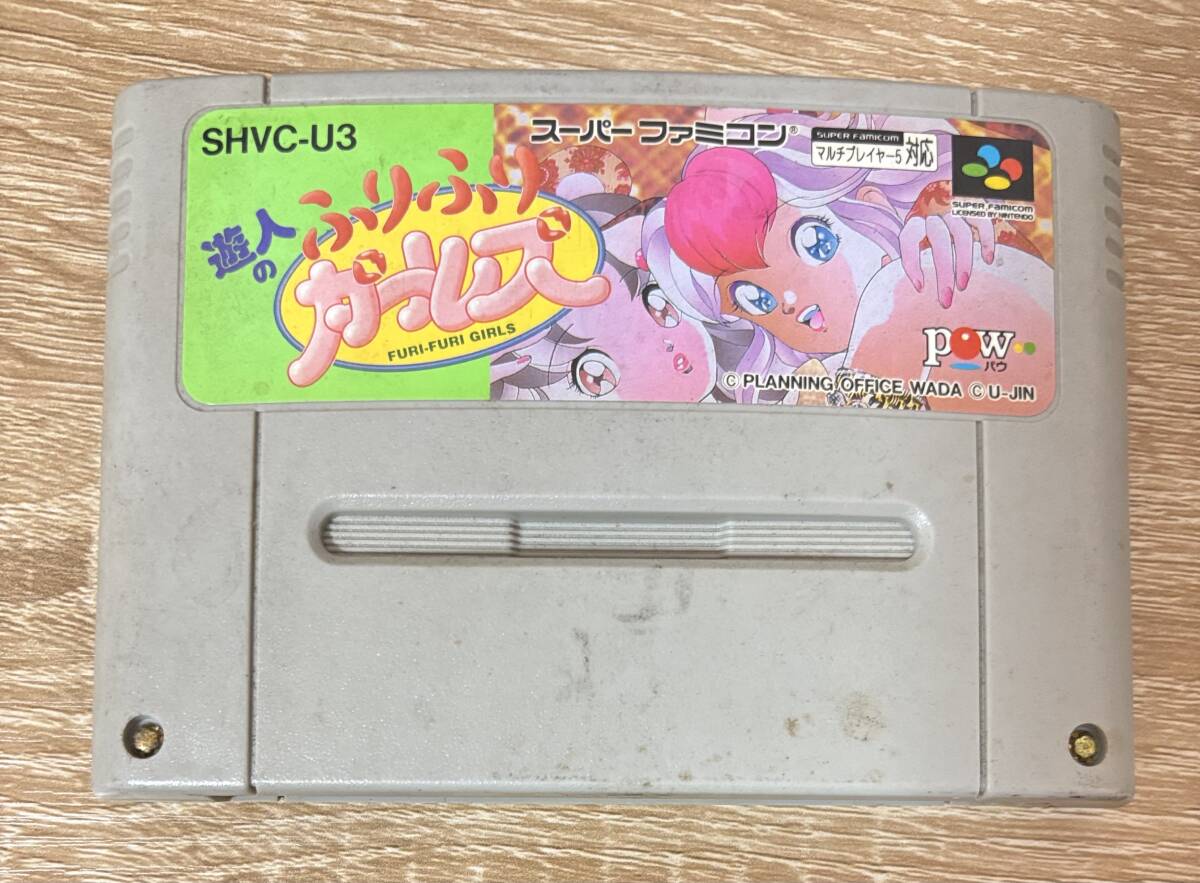 SHVC-U3
スーパーファミコン®
SUPER FAMICOM
マルチプレイヤー5 対応
SUPER FAMICOM
LICENSED BY NINTENDO
遊人の
ふりふり
ガールズ
FURI-FURI GIRLS
pow
パウ
© PLANNING OFFICE WADA © U-JIN